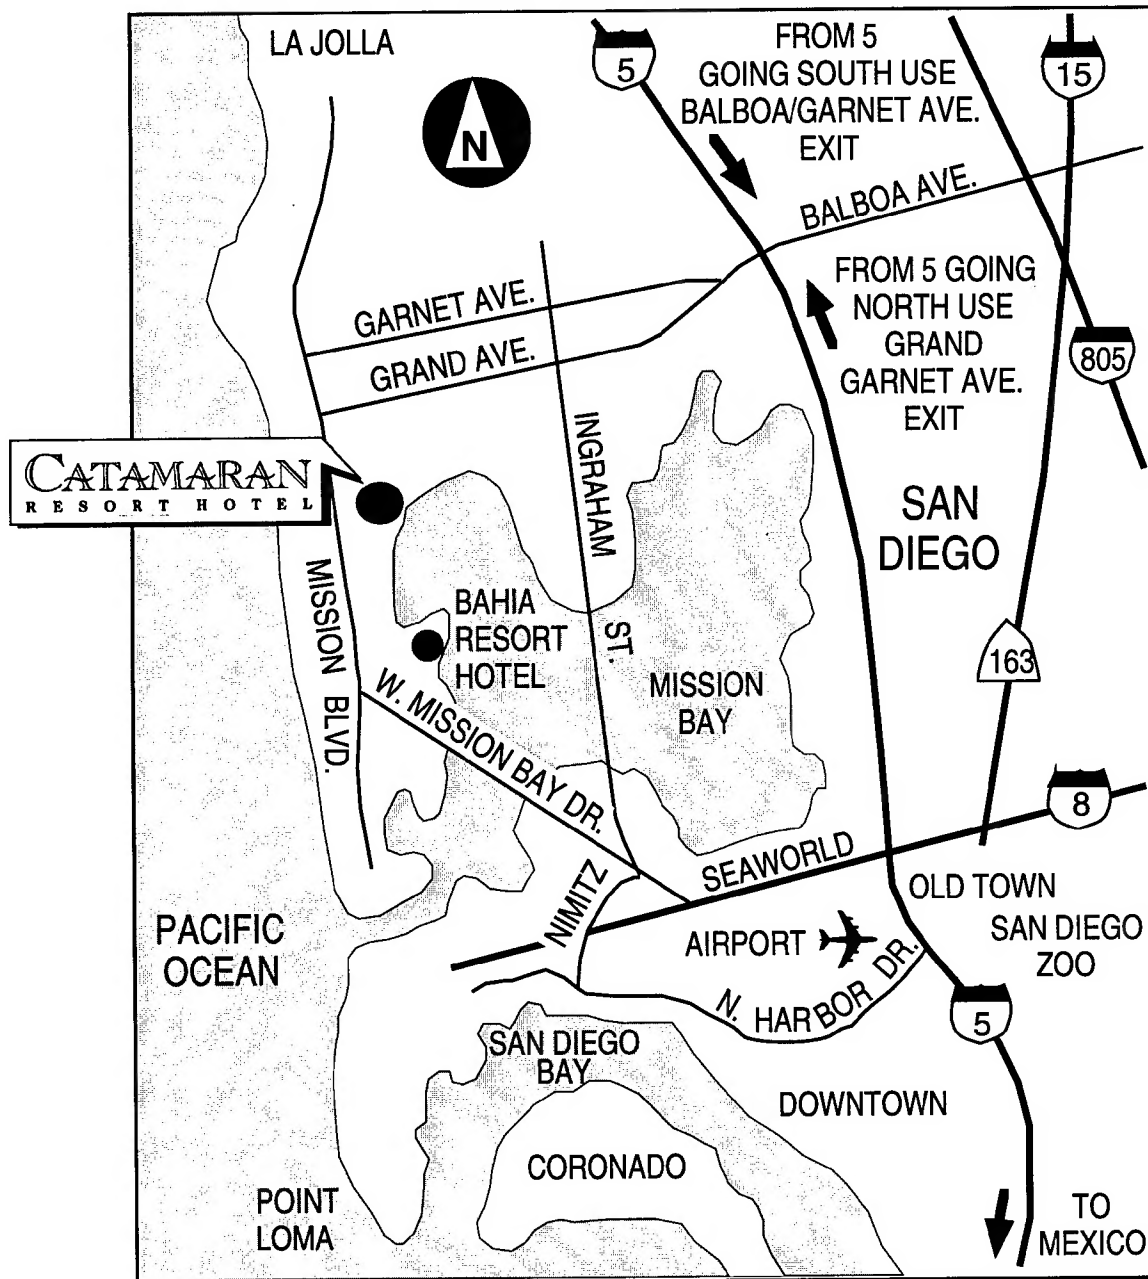 LA JOLLA
N
5
FROM 5
GOING SOUTH USE
BALBOA/GARNET AVE.
EXIT
15
BALBOA AVE.
GARNET AVE.
GRAND AVE.
FROM 5 GOING
NORTH USE
GRAND
GARNET AVE.
EXIT
805
CATAMARAN
RESORT HOTEL
INGRAHAM
ST.
SAN
DIEGO
MISSION BLVD.
BAHIA
RESORT
HOTEL
163
MISSION
BAY
W. MISSION BAY DR.
8
SEAWORLD
NIMITZ
OLD TOWN
PACIFIC
OCEAN
AIRPORT
SAN DIEGO
ZOO
N. HARBOR DR.
5
SAN DIEGO
BAY
DOWNTOWN
CORONADO
POINT
LOMA
TO
MEXICO